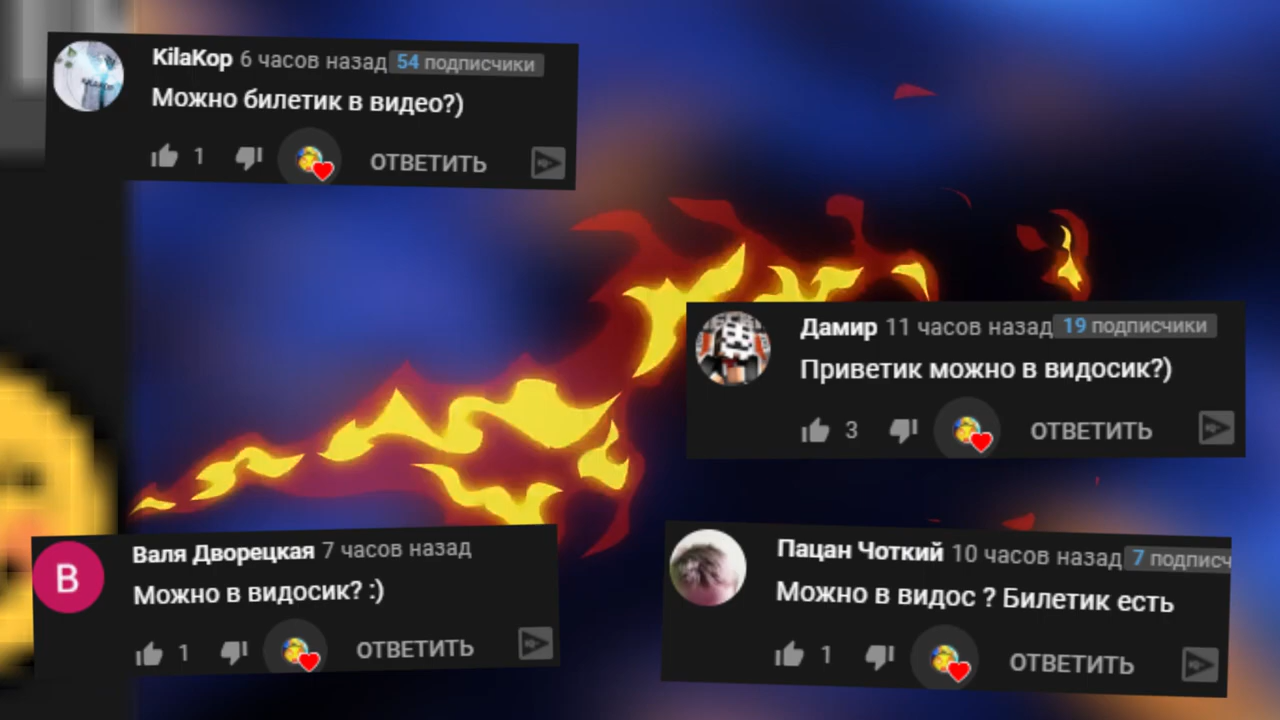 KilaKop 6 часов назад 54 подписчики
Можно билетик в видео?)
1 ОТВЕТИТЬ
Дамир 11 часов назад 19 подписчики
Приветик можно в видосик?)
3 ОТВЕТИТЬ
В
Валя Дворецкая 7 часов назад
Можно в видосик? :)
1 ОТВЕТИТЬ
Пацан Чоткий 10 часов назад 7
Можно в видос ? Билетик есть
1 ОТВЕТИТЬ